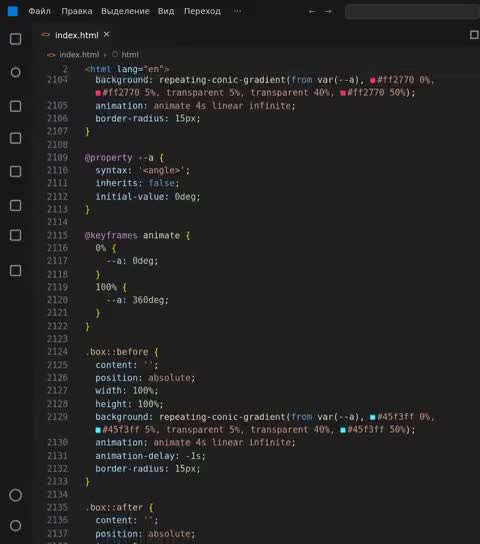 Файл Правка Выделение Вид Переход ··· ← →
<> index.html ×
<> index.html > html
2 <html lang="en">
2104 background: repeating-conic-gradient(from var(--a), #ff2770 0%,
#ff2770 5%, transparent 5%, transparent 40%, #ff2770 50%);
2105 animation: animate 4s linear infinite;
2106 border-radius: 15px;
2107 }
2108
2109 @property --a {
2110 syntax: '<angle>';
2111 inherits: false;
2112 initial-value: 0deg;
2113 }
2114
2115 @keyframes animate {
2116 0% {
2117 --a: 0deg;
2118 }
2119 100% {
2120 --a: 360deg;
2121 }
2122 }
2123
2124 .box::before {
2125 content: '';
2126 position: absolute;
2127 width: 100%;
2128 height: 100%;
2129 background: repeating-conic-gradient(from var(--a), #45f3ff 0%,
#45f3ff 5%, transparent 5%, transparent 40%, #45f3ff 50%);
2130 animation: animate 4s linear infinite;
2131 animation-delay: -1s;
2132 border-radius: 15px;
2133 }
2134
2135 .box::after {
2136 content: '';
2137 position: absolute;